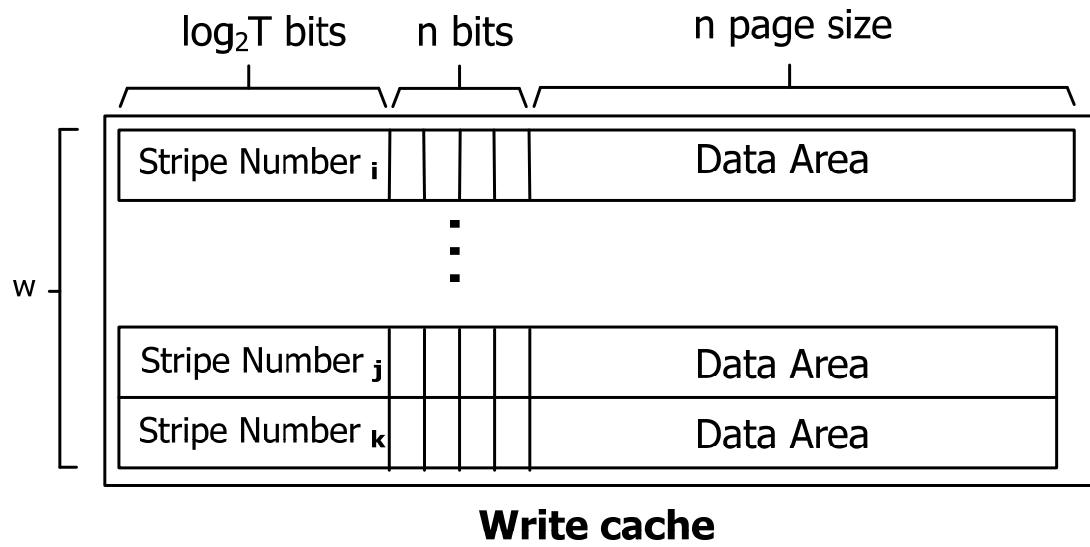 log₂T bits n bits n page size
Stripe Number i Data Area
w
Stripe Number j Data Area
Stripe Number k Data Area
Write cache